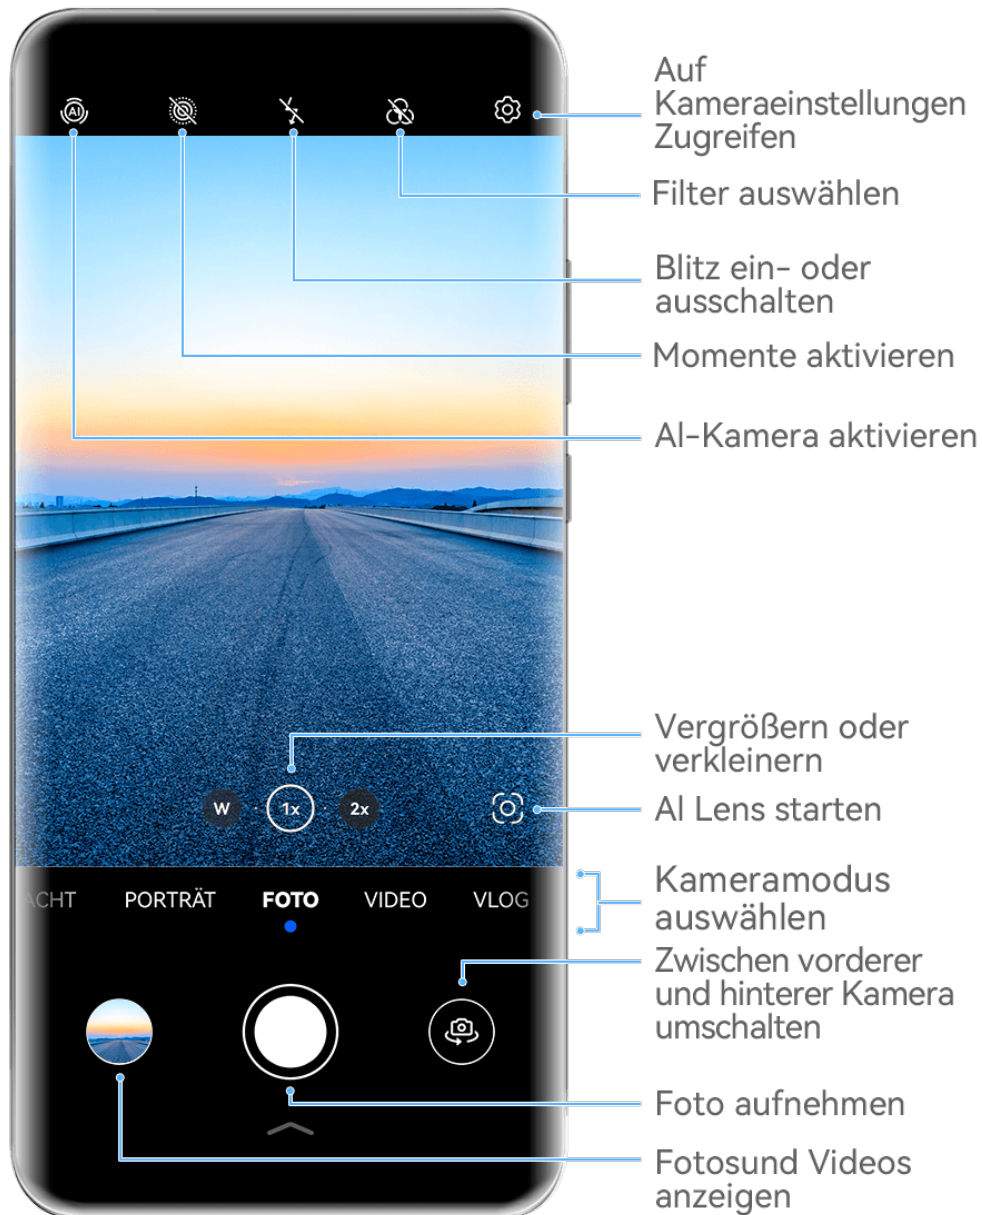 Auf
Kameraeinstellungen
Zugreifen
AI
Filter auswählen
Blitz ein- oder
ausschalten
Momente aktivieren
Al-Kamera aktivieren
Vergrößern oder
verkleinern
W 1x 2x
Al Lens starten
ACHT PORTRÄT FOTO VIDEO VLOG
Kameramodus
auswählen
Zwischen vorderer
und hinterer Kamera
umschalten
Foto aufnehmen
Fotosund Videos
anzeigen